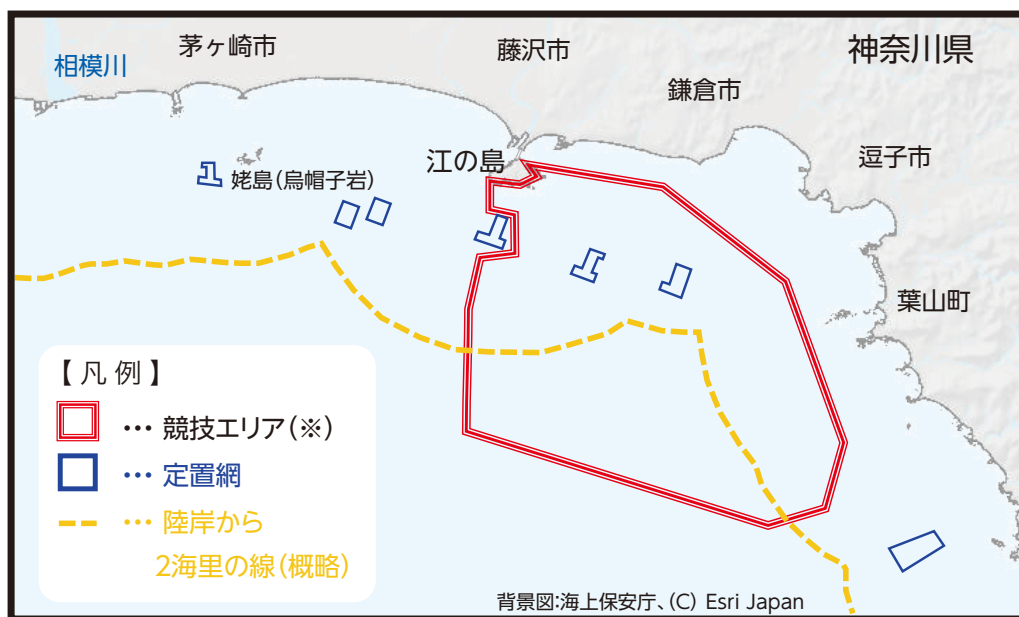 茅ヶ崎市
藤沢市
神奈川県
相模川
鎌倉市
江の島
逗子市
姥島(烏帽子岩)
葉山町
【凡例】
… 競技エリア(※)
… 定置網
… 陸岸から
2海里の線(概略)
背景図:海上保安庁、(C) Esri Japan